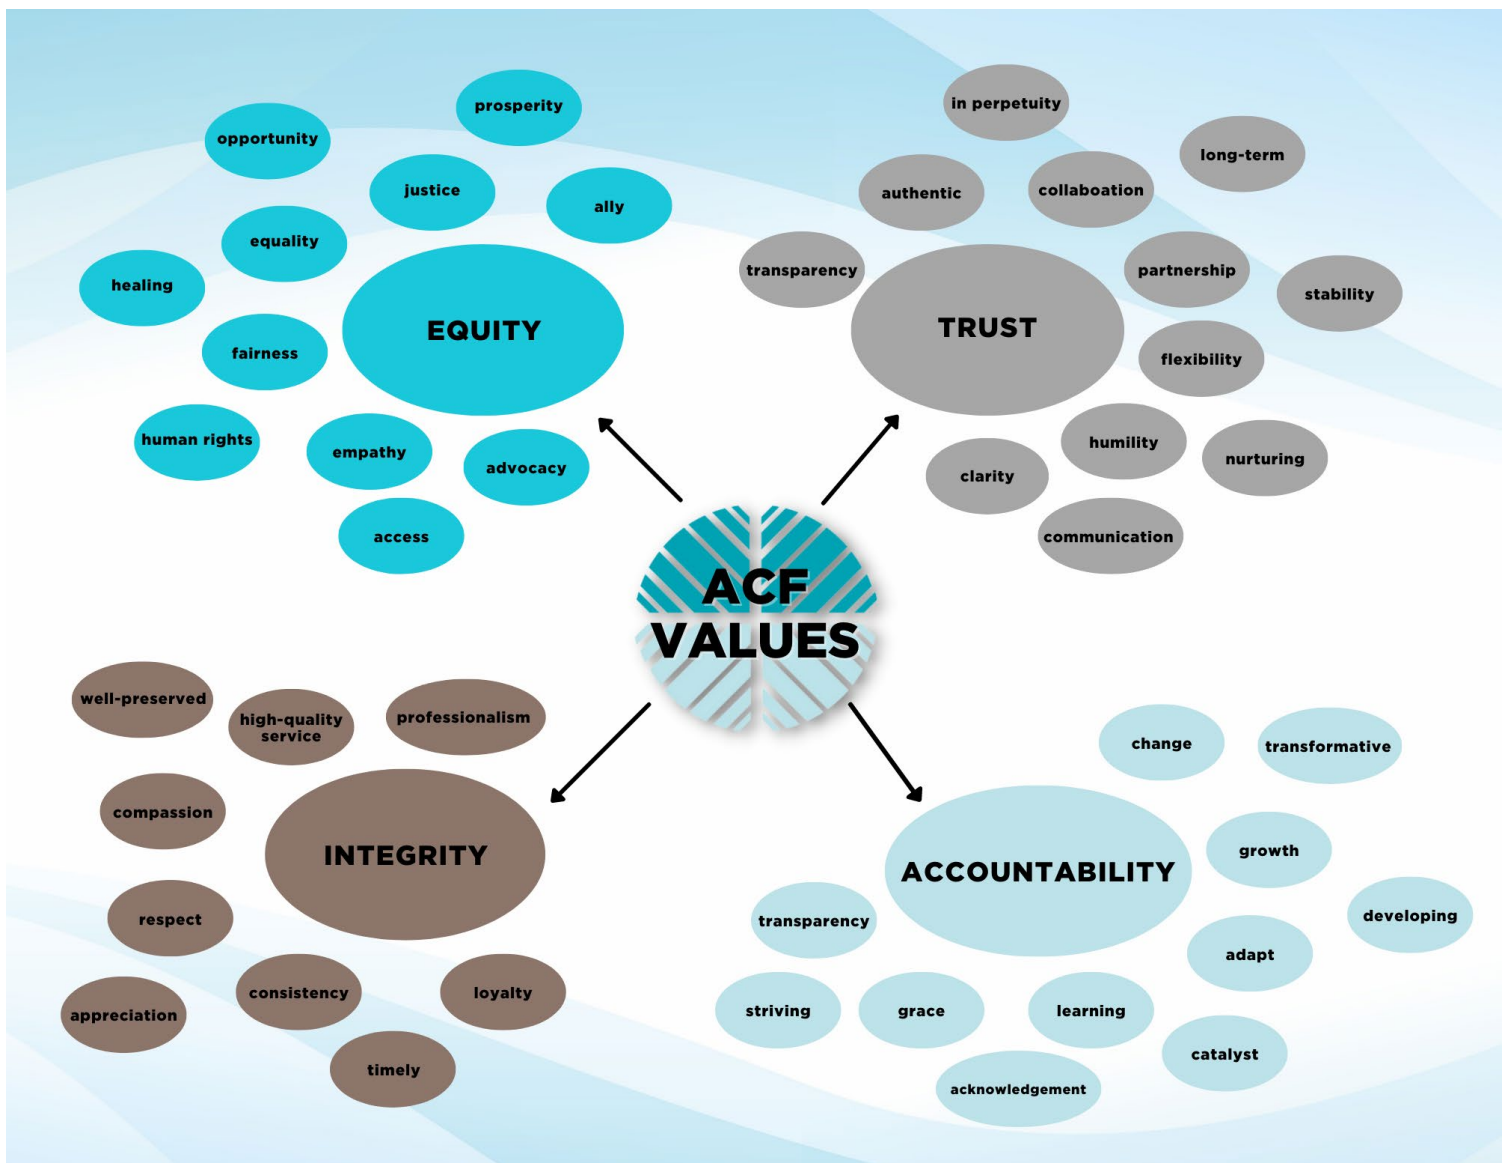 prosperity
opportunity
justice
ally
equality
healing
fairness
EQUITY
human rights
empathy
advocacy
access
in perpetuity
long-term
authentic
collaboation
transparency
partnership
stability
TRUST
flexibility
humility
nurturing
clarity
communication
ACF
VALUES
well-preserved
high-quality
service
professionalism
compassion
INTEGRITY
respect
consistency
loyalty
appreciation
timely
change
transformative
growth
ACCOUNTABILITY
developing
transparency
adapt
striving
grace
learning
catalyst
acknowledgement